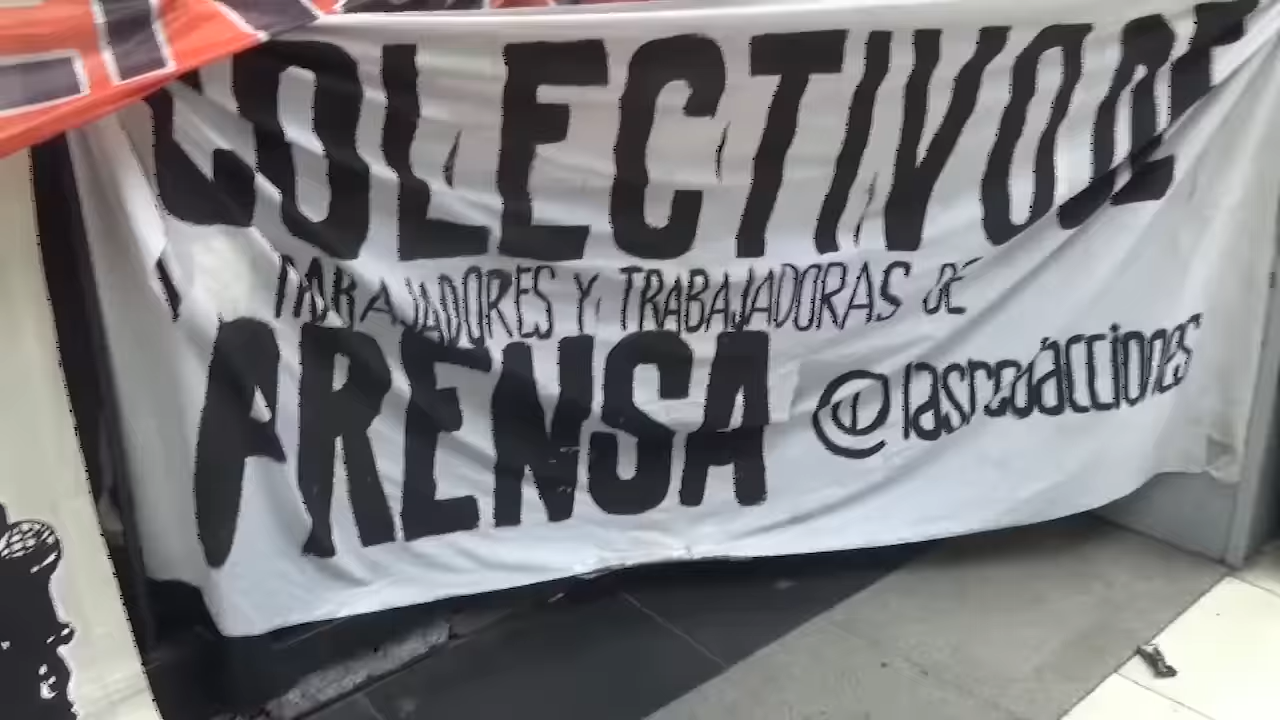 COLECTIVO DE
TRABAJADORES Y TRABAJADORAS DE
PRENSA
@lasredacciones